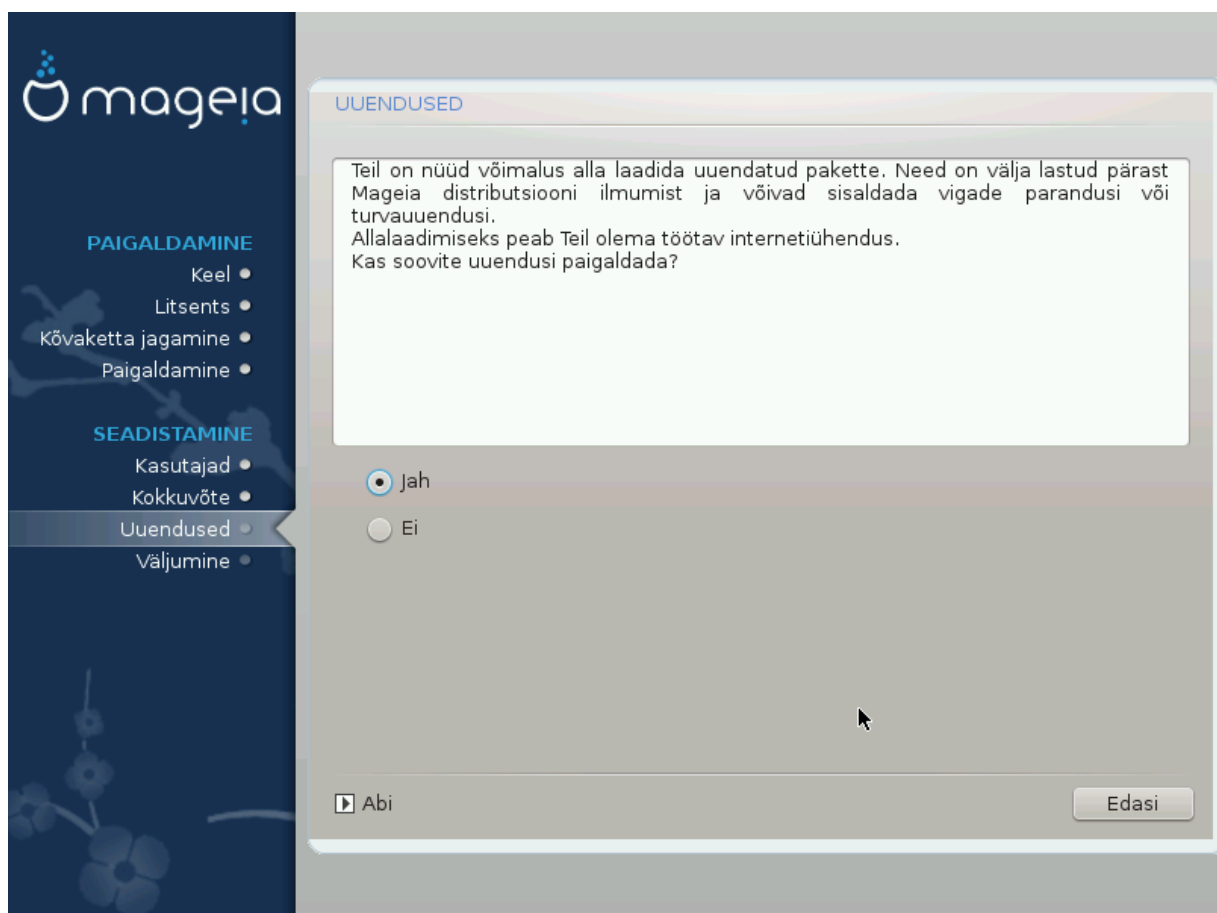 mageia
PAIGALDAMINE
Keel
Litsents
Kõvaketta jagamine
Paigaldamine
SEADISTAMINE
Kasutajad
Kokkuvõte
Uuendused
Väljumine
UUENDUSED
Teil on nüüd võimalus alla laadida uuendatud pakette. Need on välja lastud pärast
Mageia distributsiooni ilmumist ja võivad sisaldada vigade parandusi või
turvauuendusi.
Allalaadimiseks peab Teil olema töötav internetiühendus.
Kas soovite uuendusi paigaldada?
Jah
Ei
Abi
Edasi